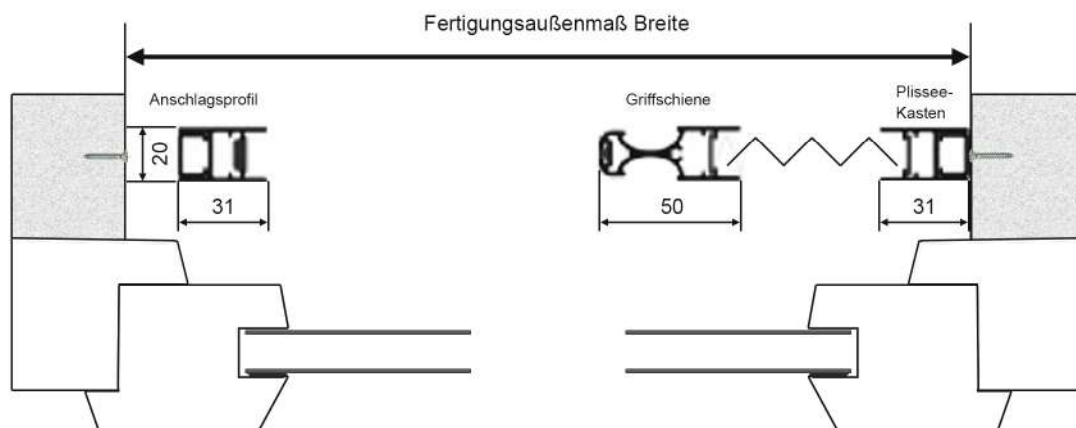 Fertigungsaußenmaß Breite
Anschlagsprofil
Griffschiene
Plissee-
Kasten
20
31
50
31